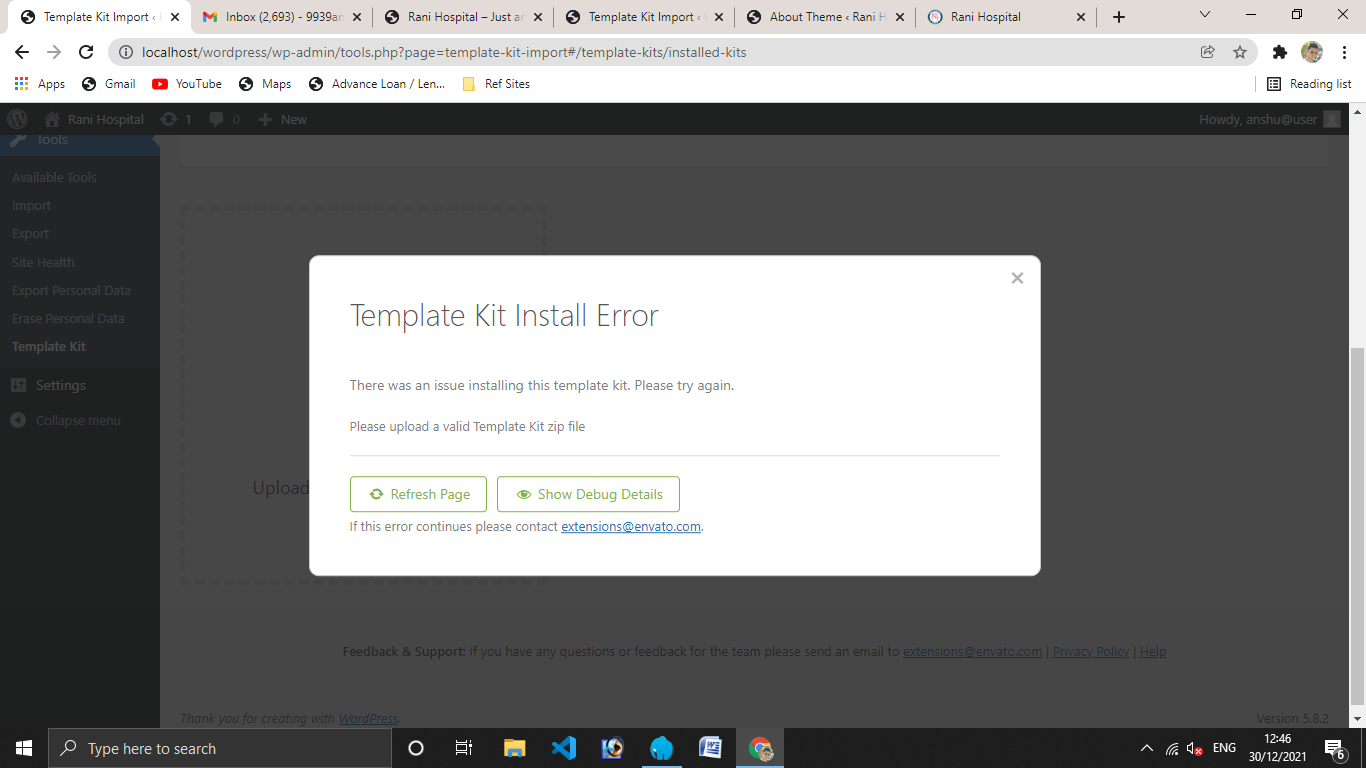 Template Kit Import ‹
Inbox (2,693) - 9939an
Rani Hospital – Just an
Template Kit Import ‹
About Theme ‹ Rani H
Rani Hospital
localhost/wordpress/wp-admin/tools.php?page=template-kit-import#/template-kits/installed-kits
Apps
Gmail
YouTube
Maps
Advance Loan / Len...
Ref Sites
Reading list
Rani Hospital
1
0
New
Howdy, anshu@user
Tools
Available Tools
Import
Export
Site Health
Export Personal Data
Erase Personal Data
Template Kit
Settings
Collapse menu
Template Kit Install Error
There was an issue installing this template kit. Please try again.
Please upload a valid Template Kit zip file
Upload
Refresh Page
Show Debug Details
If this error continues please contact extensions@envato.com.
Feedback & Support: If you have any questions or feedback for the team please send an email to extensions@envato.com | Privacy Policy | Help
Thank you for creating with WordPress.
Version 5.8.2
Type here to search
ENG
12:46
30/12/2021
6